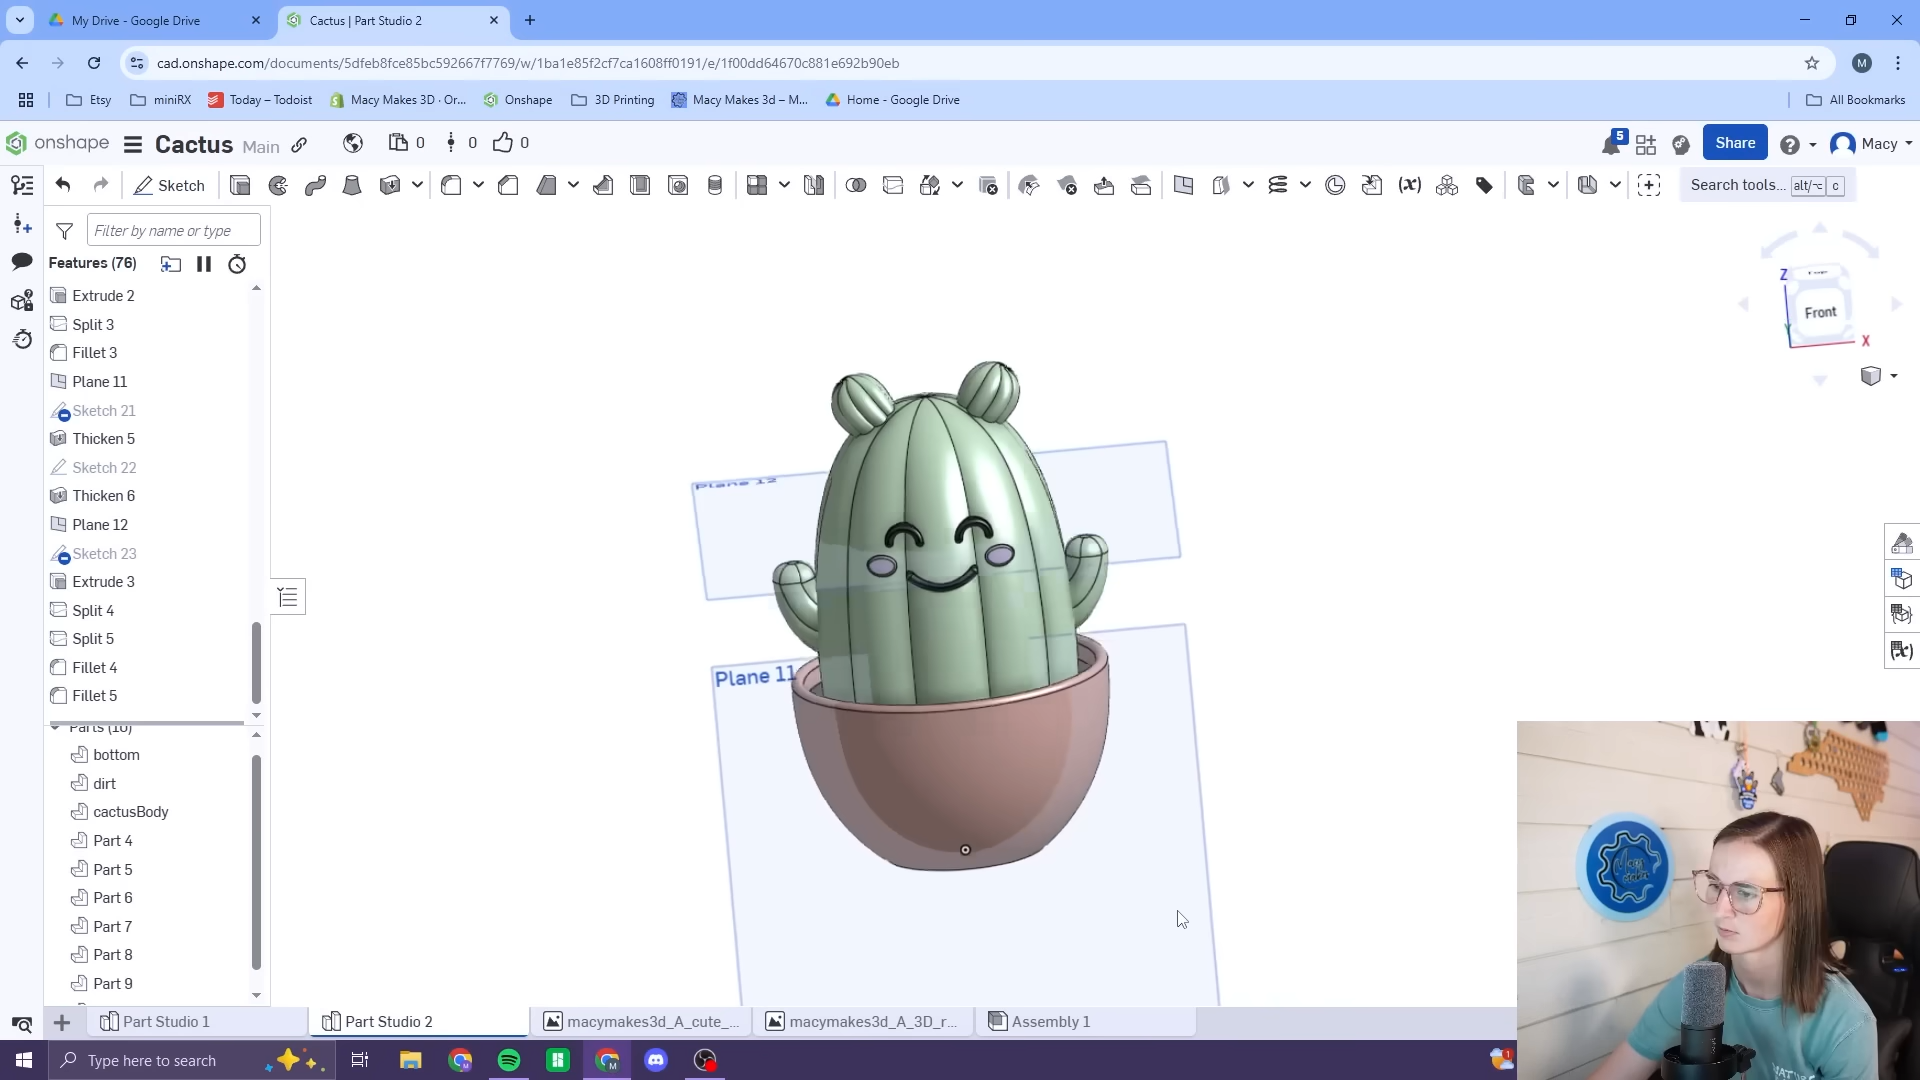 My Drive - Google Drive
Cactus | Part Studio 2
cad.onshape.com/documents/5dfeb8fce85bc592667f7769/w/1ba1e85f2cf7ca1608ff0191/e/1f00dd64670c881e692b90eb
M
Etsy
miniRX
Today – Todoist
Macy Makes 3D · Or...
Onshape
3D Printing
Macy Makes 3d – M...
Home - Google Drive
All Bookmarks
onshape
Cactus Main
0
0
0
5
Share
Macy
Sketch
Search tools... alt/⌥ c
Filter by name or type
Features (76)
Extrude 2
Split 3
Fillet 3
Plane 11
Sketch 21
Thicken 5
Sketch 22
Thicken 6
Plane 12
Sketch 23
Extrude 3
Split 4
Split 5
Fillet 4
Fillet 5
Parts (10)
bottom
dirt
cactusBody
Part 4
Part 5
Part 6
Part 7
Part 8
Part 9
Plane 12
Plane 11
Top
Z
Front
X
Part Studio 1
Part Studio 2
macymakes3d_A_cute_...
macymakes3d_A_3D_r...
Assembly 1
Type here to search
1